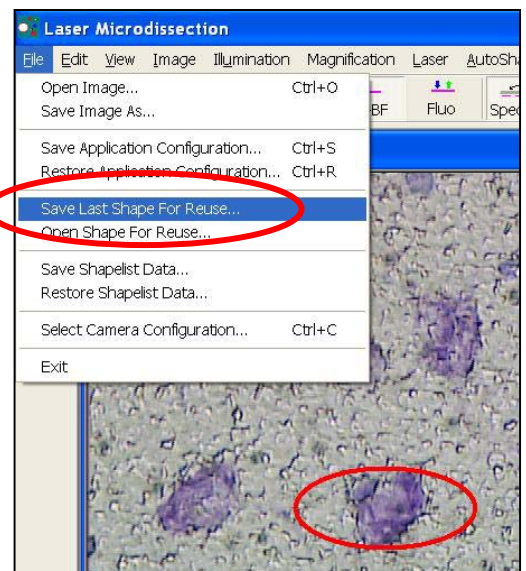 Laser Microdissection
File Edit View Image Illumination Magnification Laser
Open Image... Ctrl+O
Save Image As...
BF Fluo
Save Application Configuration... Ctrl+S
Restore Application Configuration... Ctrl+R
Save Last Shape For Reuse...
Open Shape For Reuse...
Save Shapelist Data...
Restore Shapelist Data...
Select Camera Configuration... Ctrl+C
Exit